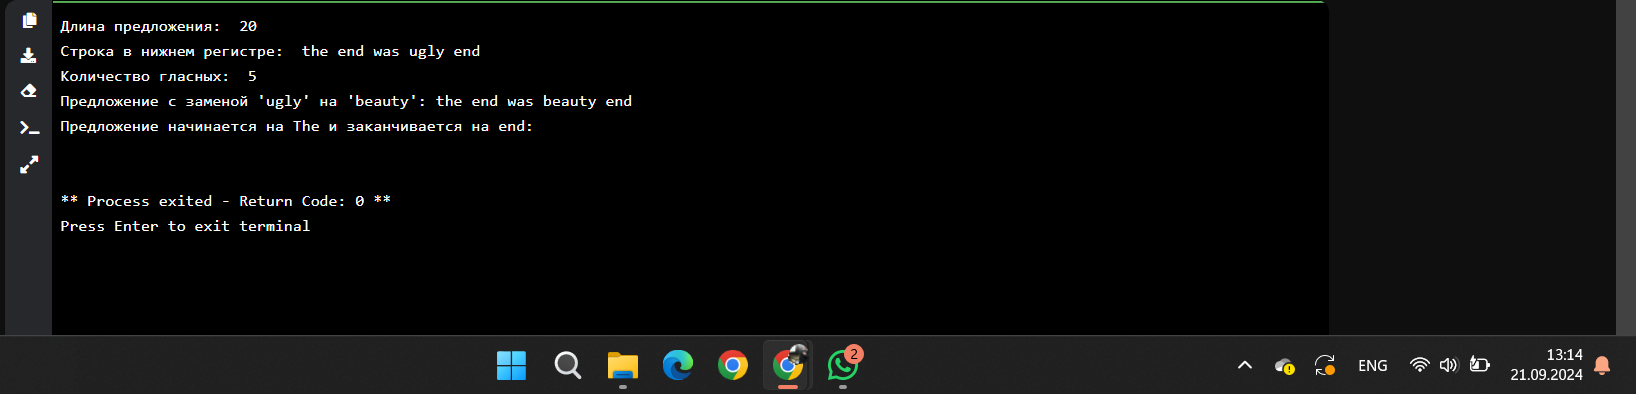 Длина предложения:  20
Строка в нижнем регистре:  the end was ugly end
Количество гласных:  5
Предложение с заменой 'ugly' на 'beauty': the end was beauty end
Предложение начинается на The и заканчивается на end:
** Process exited - Return Code: 0 **
Press Enter to exit terminal
2
ENG
13:14
21.09.2024